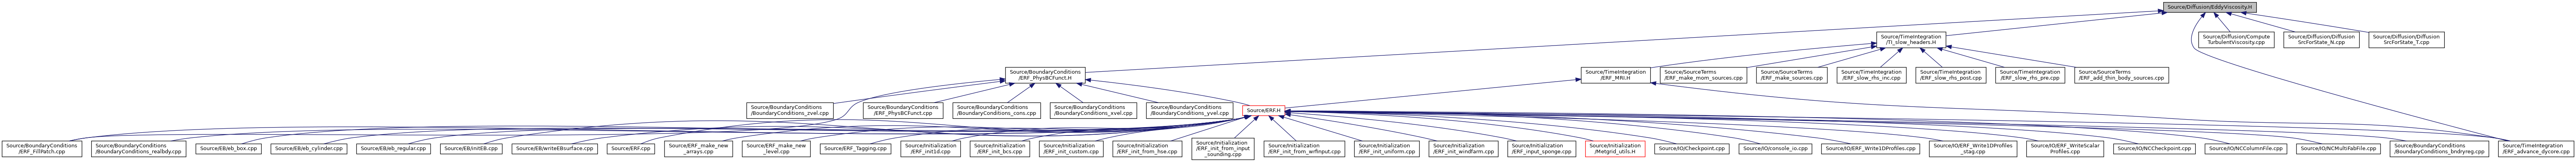 Source/Diffusion/EddyViscosity.H
Source/TimeIntegration
/TI_slow_headers.H
Source/Diffusion/Compute
TurbulentViscosity.cpp
Source/Diffusion/Diffusion
SrcForState_N.cpp
Source/Diffusion/Diffusion
SrcForState_T.cpp
Source/BoundaryConditions
/ERF_PhysBCFunct.H
Source/TimeIntegration
/ERF_MRI.H
Source/SourceTerms
/ERF_make_mom_sources.cpp
Source/SourceTerms
/ERF_make_sources.cpp
Source/TimeIntegration
/ERF_slow_rhs_inc.cpp
Source/TimeIntegration
/ERF_slow_rhs_post.cpp
Source/TimeIntegration
/ERF_slow_rhs_pre.cpp
Source/SourceTerms
/ERF_add_thin_body_sources.cpp
Source/BoundaryConditions
/BoundaryConditions_zvel.cpp
Source/BoundaryConditions
/ERF_PhysBCFunct.cpp
Source/BoundaryConditions
/BoundaryConditions_cons.cpp
Source/BoundaryConditions
/BoundaryConditions_xvel.cpp
Source/BoundaryConditions
/BoundaryConditions_yvel.cpp
Source/ERF.H
Source/BoundaryConditions
/ERF_FillPatch.cpp
Source/BoundaryConditions
/BoundaryConditions_realbdy.cpp
Source/EB/eb_box.cpp
Source/EB/eb_cylinder.cpp
Source/EB/eb_regular.cpp
Source/EB/initEB.cpp
Source/EB/writeEBsurface.cpp
Source/ERF.cpp
Source/ERF_make_new
_arrays.cpp
Source/ERF_make_new
_level.cpp
Source/ERF_Tagging.cpp
Source/Initialization
/ERF_init1d.cpp
Source/Initialization
/ERF_init_bcs.cpp
Source/Initialization
/ERF_init_custom.cpp
Source/Initialization
/ERF_init_from_hse.cpp
Source/Initialization
/ERF_init_from_input
_sounding.cpp
Source/Initialization
/ERF_init_from_wrfinput.cpp
Source/Initialization
/ERF_init_uniform.cpp
Source/Initialization
/ERF_init_windfarm.cpp
Source/Initialization
/ERF_input_sponge.cpp
Source/Initialization
/Metgrid_utils.H
Source/IO/Checkpoint.cpp
Source/IO/console_io.cpp
Source/IO/ERF_Write1DProfiles.cpp
Source/IO/ERF_Write1DProfiles
_stag.cpp
Source/IO/ERF_WriteScalar
Profiles.cpp
Source/IO/NCCheckpoint.cpp
Source/IO/NCColumnFile.cpp
Source/IO/NCMultiFabFile.cpp
Source/BoundaryConditions
/BoundaryConditions_bndryreg.cpp
Source/TimeIntegration
/ERF_advance_dycore.cpp